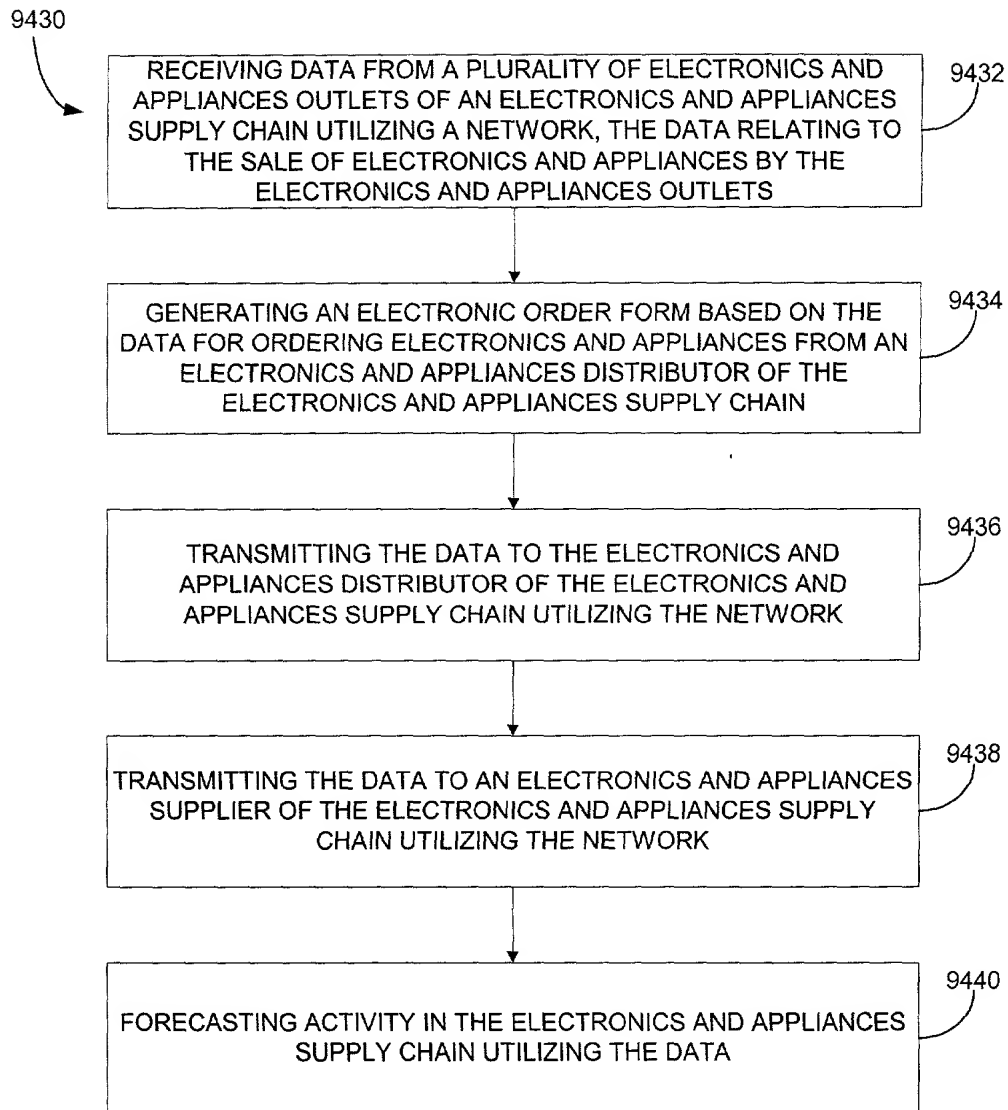 9430
RECEIVING DATA FROM A PLURALITY OF ELECTRONICS AND
APPLIANCES OUTLETS OF AN ELECTRONICS AND APPLIANCES
SUPPLY CHAIN UTILIZING A NETWORK, THE DATA RELATING TO
THE SALE OF ELECTRONICS AND APPLIANCES BY THE
ELECTRONICS AND APPLIANCES OUTLETS
9432
GENERATING AN ELECTRONIC ORDER FORM BASED ON THE
DATA FOR ORDERING ELECTRONICS AND APPLIANCES FROM AN
ELECTRONICS AND APPLIANCES DISTRIBUTOR OF THE
ELECTRONICS AND APPLIANCES SUPPLY CHAIN
9434
TRANSMITTING THE DATA TO THE ELECTRONICS AND
APPLIANCES DISTRIBUTOR OF THE ELECTRONICS AND
APPLIANCES SUPPLY CHAIN UTILIZING THE NETWORK
9436
TRANSMITTING THE DATA TO AN ELECTRONICS AND APPLIANCES
SUPPLIER OF THE ELECTRONICS AND APPLIANCES SUPPLY
CHAIN UTILIZING THE NETWORK
9438
FORECASTING ACTIVITY IN THE ELECTRONICS AND APPLIANCES
SUPPLY CHAIN UTILIZING THE DATA
9440